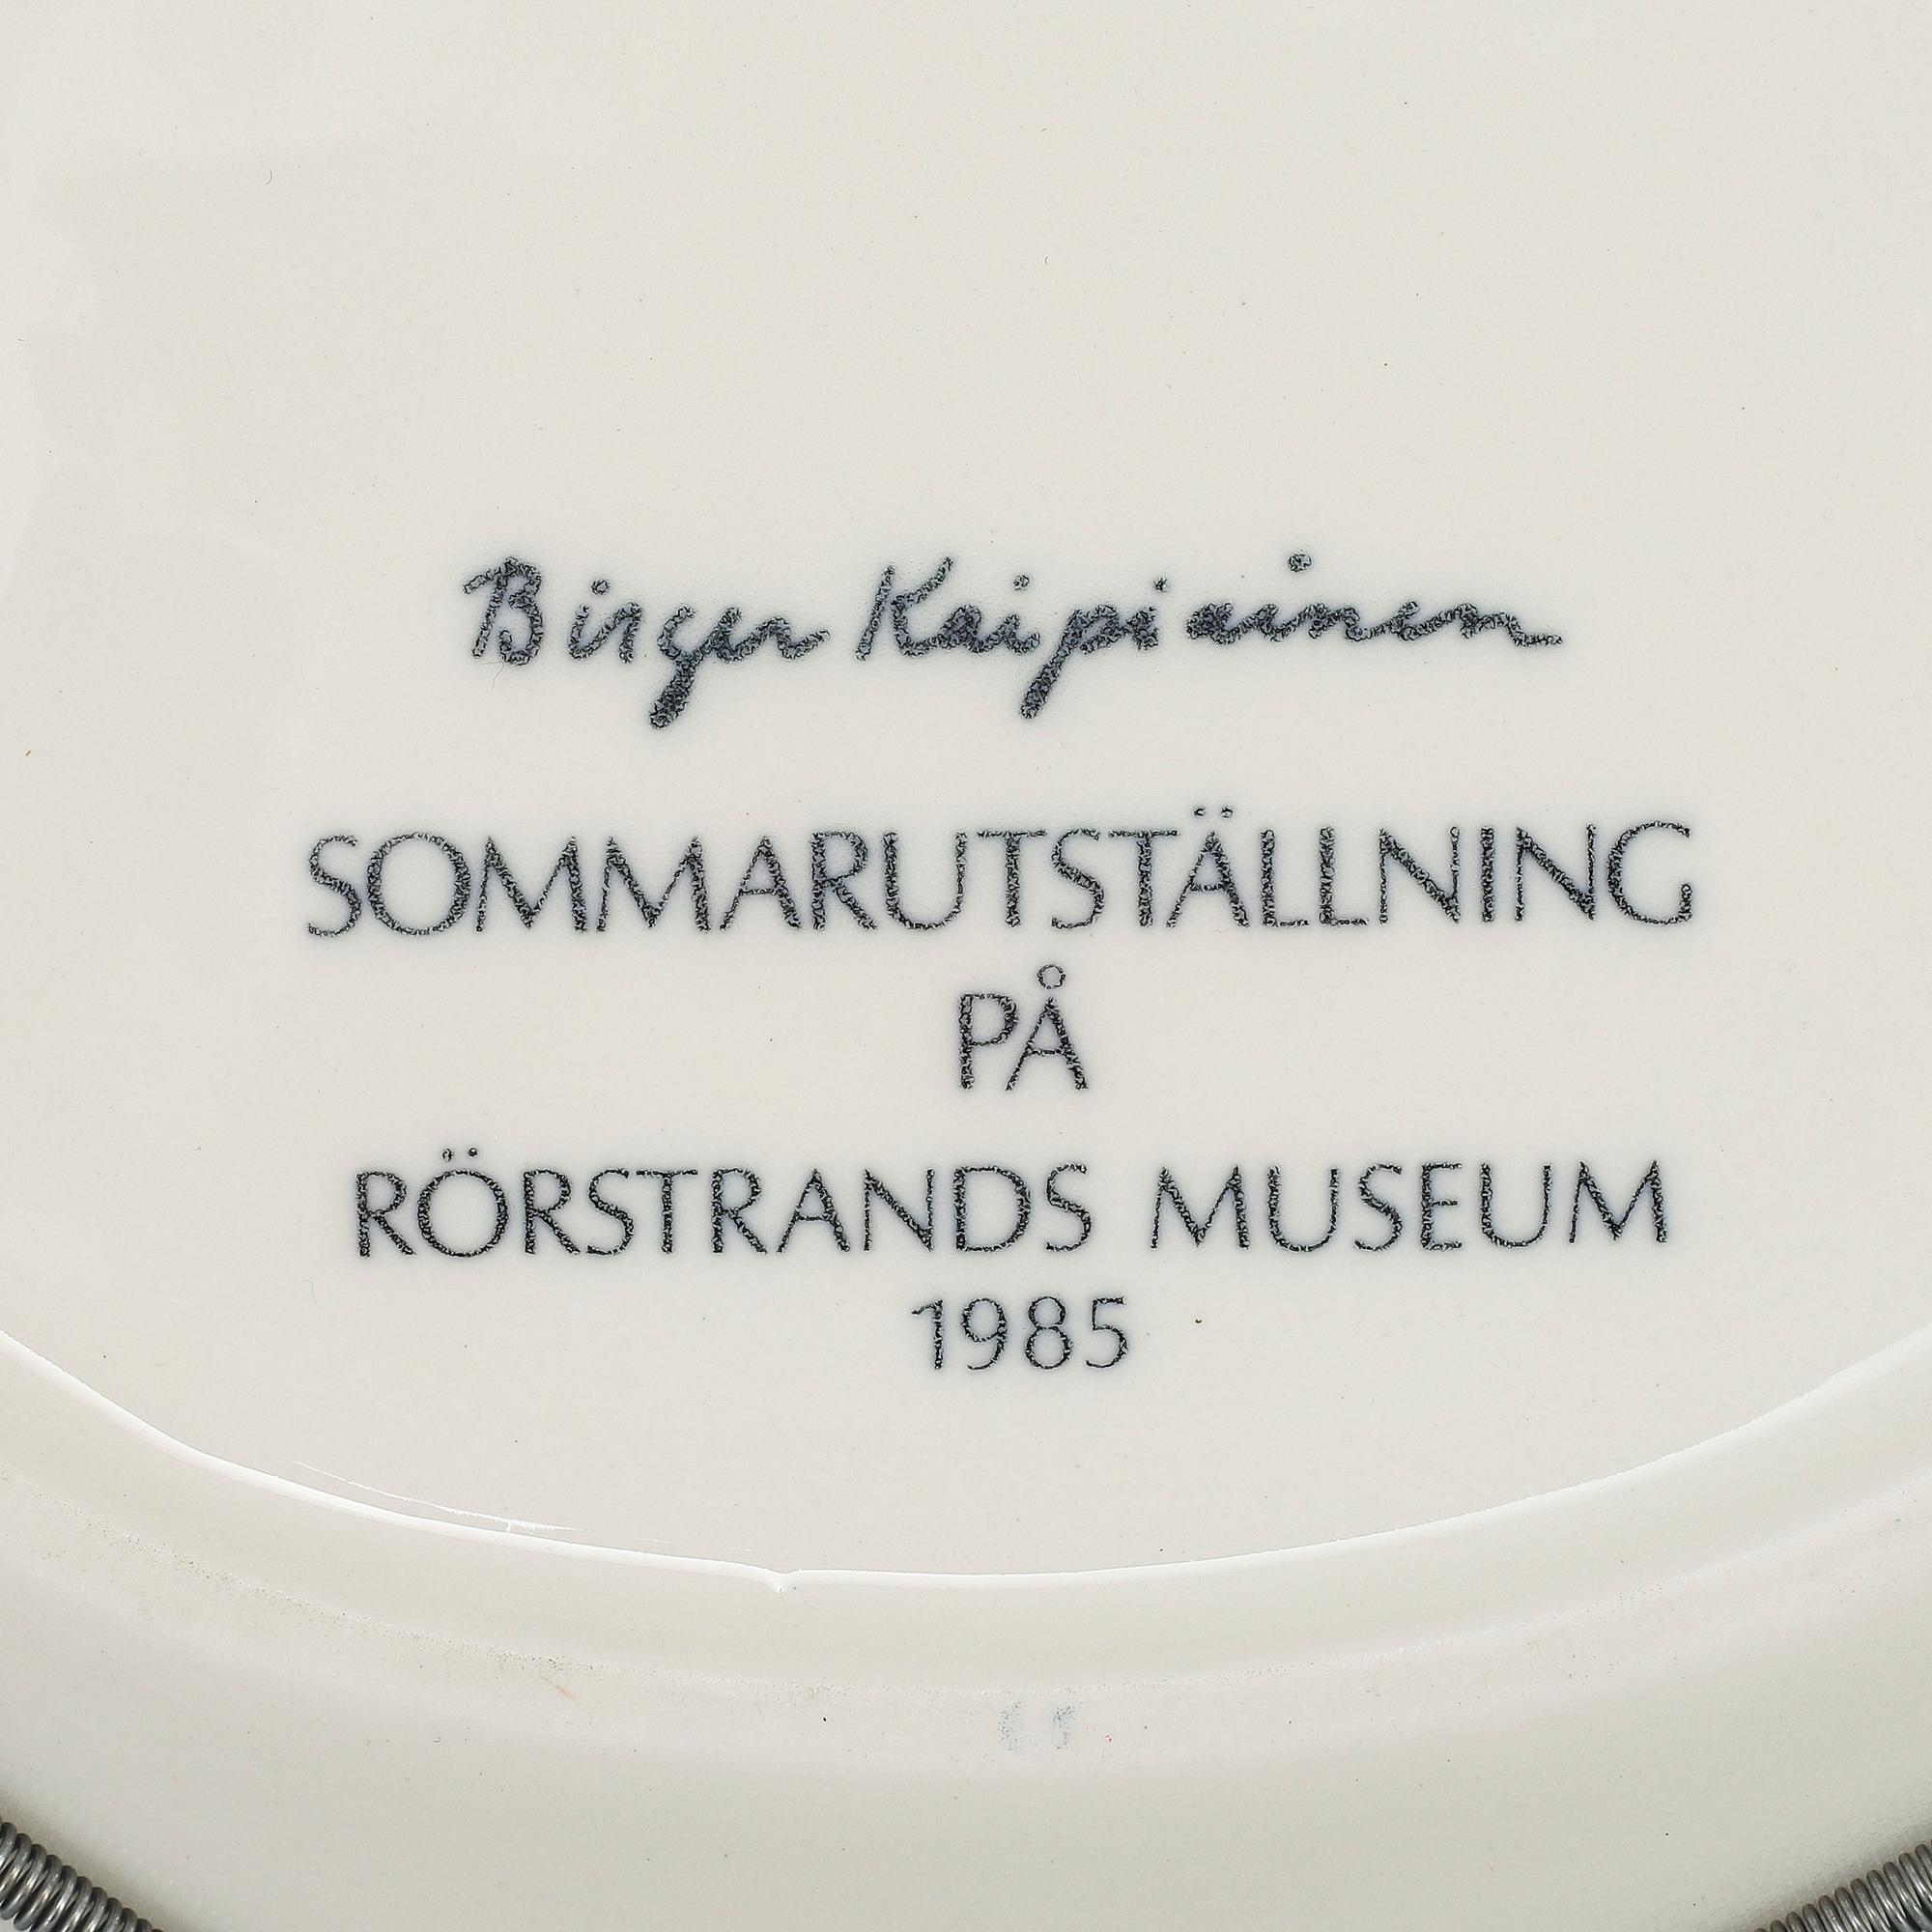 Birger Kaipiainen
SOMMARUTSTÄLLNING
PÅ
RÖRSTRANDS MUSEUM
1985